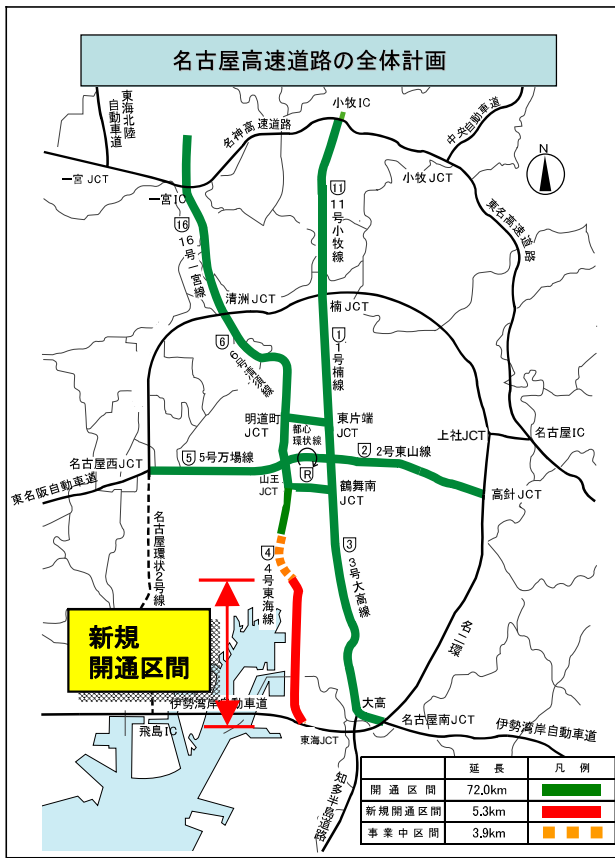 名古屋高速道路の全体計画
小牧IC
東海北陸
自動車道
名神高速道路
中央自動車道
N
一宮JCT
小牧JCT
一宮IC
11
11号小牧線
東名高速道路
16
16号一宮線
清洲JCT
楠JCT
6
6号清須線
1
1号楠線
明道町
JCT
東片端
JCT
都心
環状線
上社JCT
名古屋IC
名古屋西JCT
5
5号万場線
2
2号東山線
東名阪自動車道
山王
JCT
R
鶴舞南
JCT
高針JCT
名古屋環状2号線
4
4号東海線
3
3号大高線
名二環
新規
開通区間
伊勢湾岸自動車道
大高
名古屋南JCT
伊勢湾岸自動車道
飛島IC
東海JCT
知多半島道路
延長 凡例
開通区間 72.0km
新規開通区間 5.3km
事業中区間 3.9km